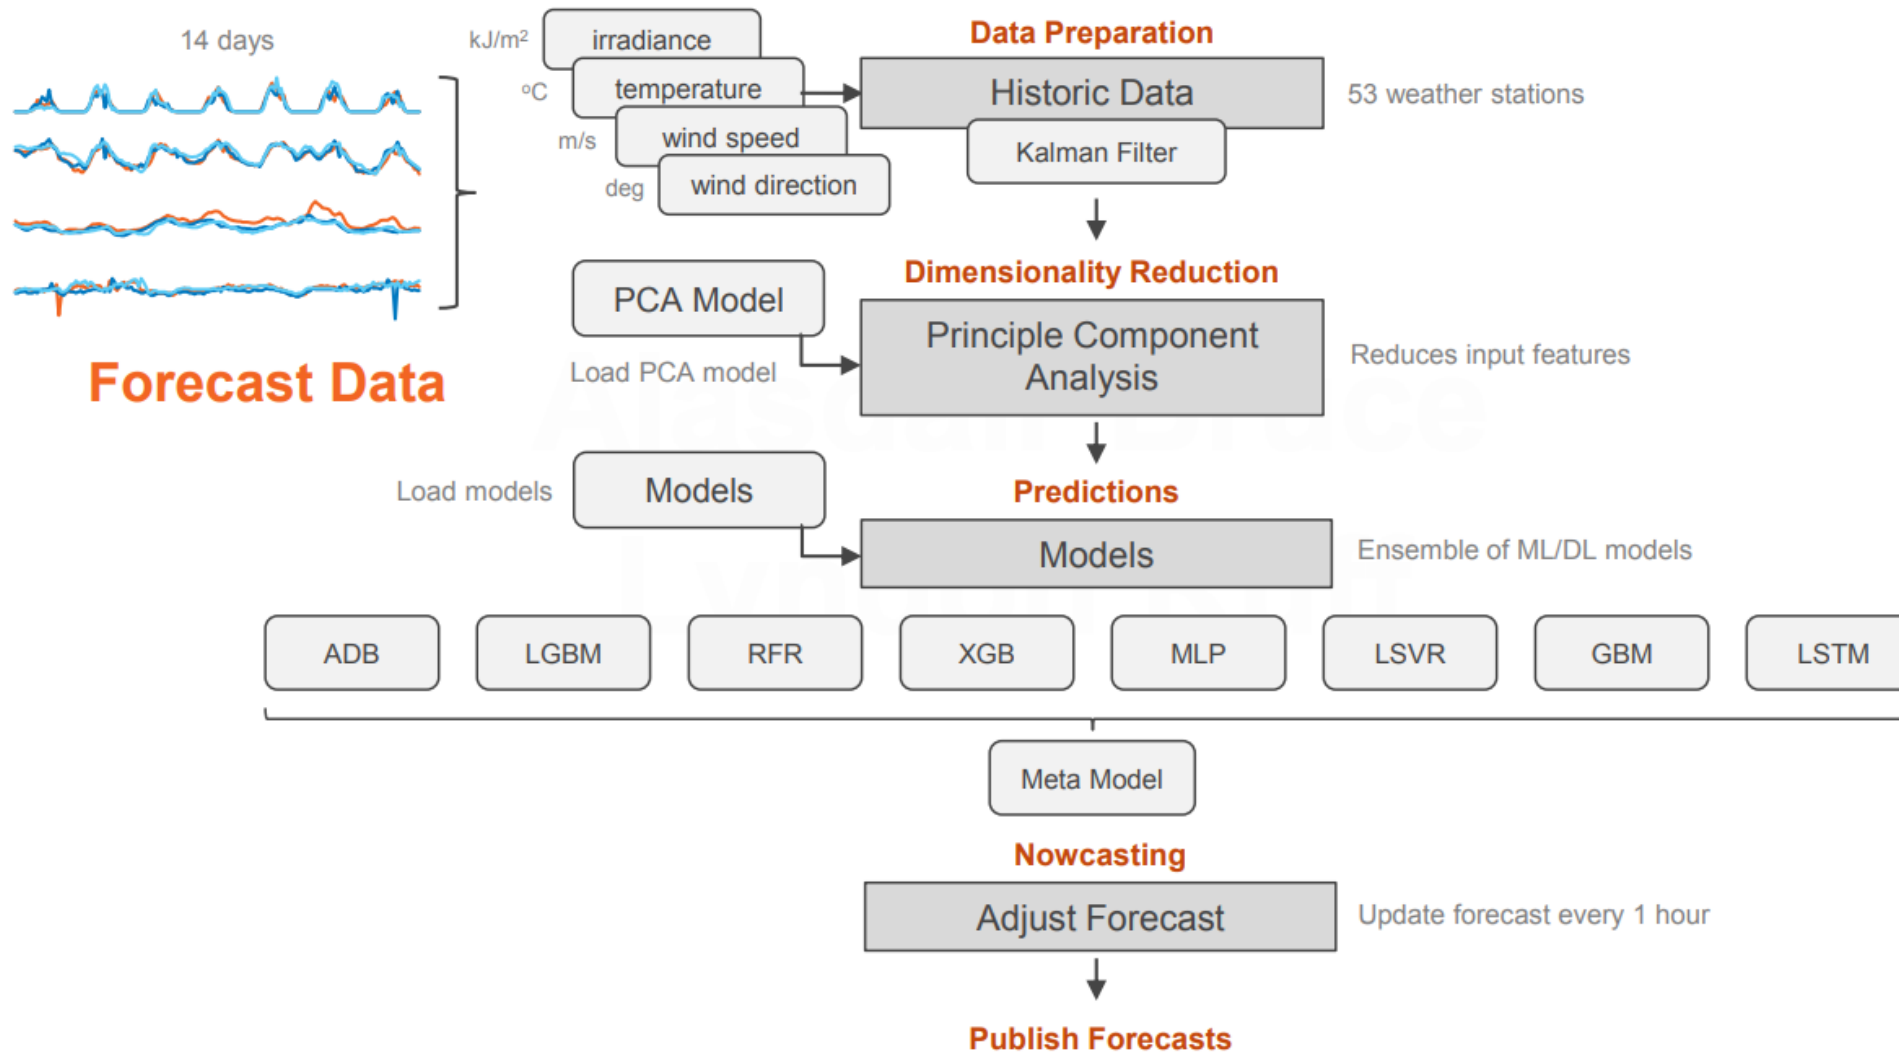 14 days
Forecast Data
kJ/m²
irradiance
ºC
temperature
m/s
wind speed
deg
wind direction
Data Preparation
Historic Data
53 weather stations
Kalman Filter
Dimensionality Reduction
PCA Model
Load PCA model
Principle Component
Analysis
Reduces input features
Predictions
Load models
Models
Models
Ensemble of ML/DL models
ADB
LGBM
RFR
XGB
MLP
LSVR
GBM
LSTM
Meta Model
Nowcasting
Adjust Forecast
Update forecast every 1 hour
Publish Forecasts